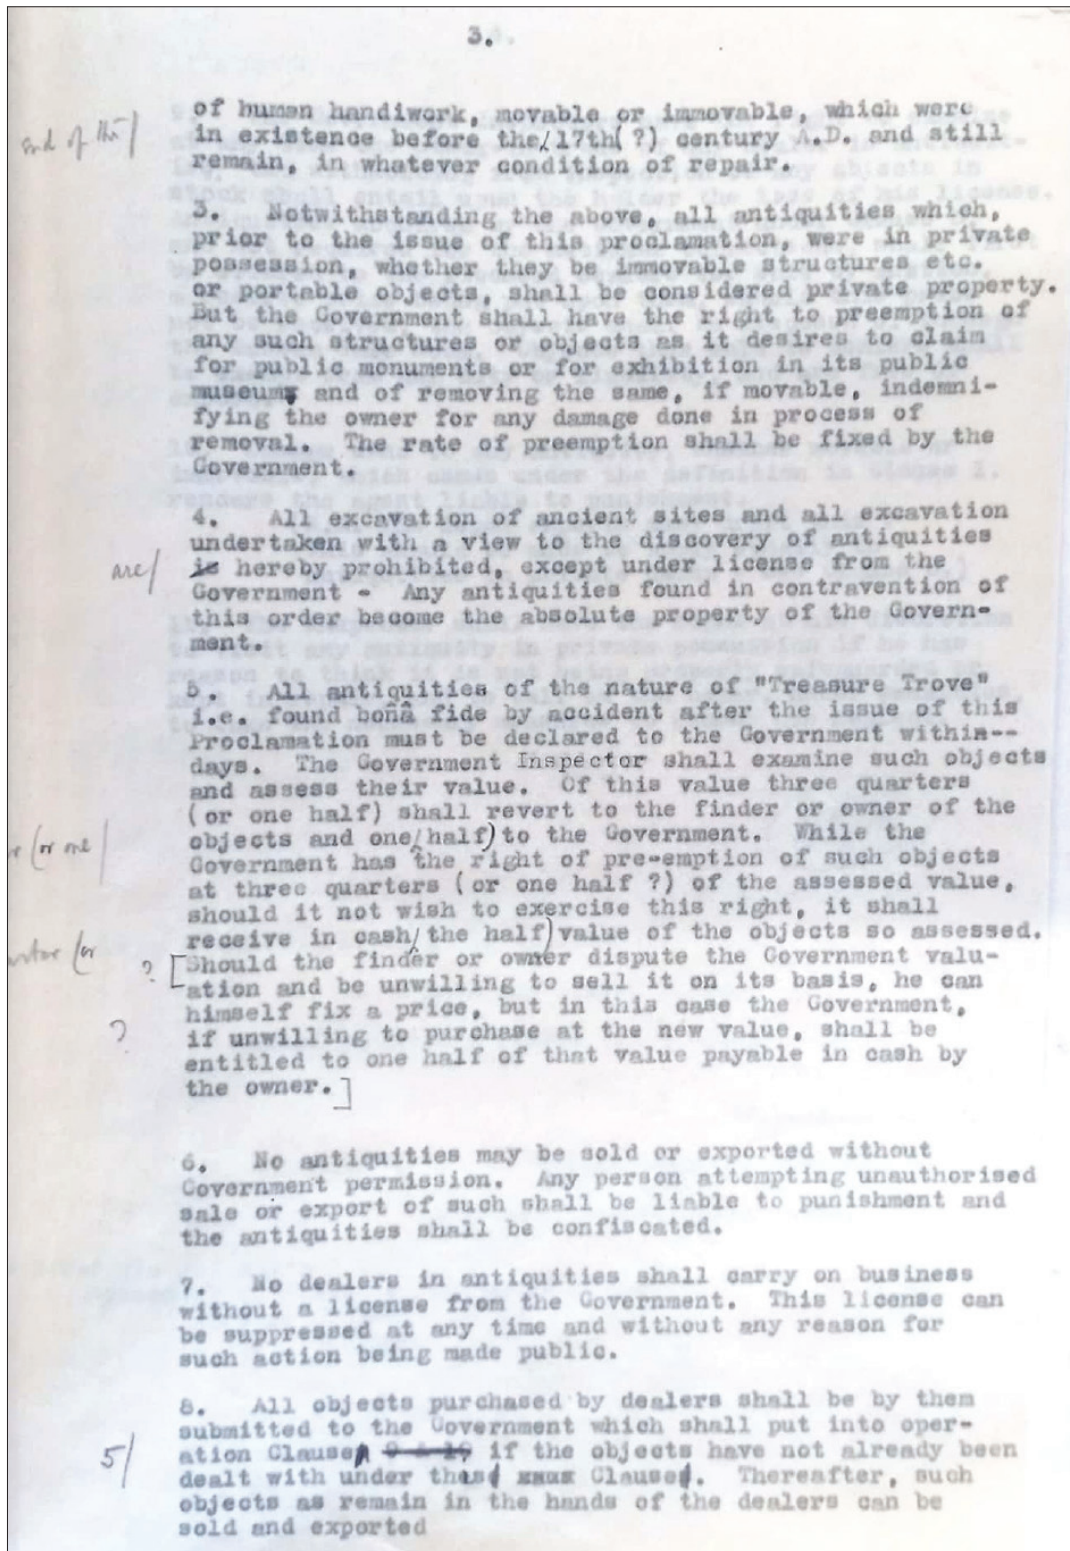 3.
of human handiwork, movable or immovable, which were
end of the/
in existence before the/17th(?) century A.D. and still
remain, in whatever condition of repair.
3. Notwithstanding the above, all antiquities which,
prior to the issue of this proclamation, were in private
possession, whether they be immovable structures etc.
or portable objects, shall be considered private property.
But the Government shall have the right to preemption of
any such structures or objects as it desires to claim
for public monuments or for exhibition in its public
museums and of removing the same, if movable, indemni-
fying the owner for any damage done in process of
removal. The rate of preemption shall be fixed by the
Government.
4. All excavation of ancient sites and all excavation
undertaken with a view to the discovery of antiquities
are/
is hereby prohibited, except under license from the
Government - Any antiquities found in contravention of
this order become the absolute property of the Govern-
ment.
5. All antiquities of the nature of "Treasure Trove"
i.e. found bonâ fide by accident after the issue of this
Proclamation must be declared to the Government within--
days. The Government Inspector shall examine such objects
and assess their value. Of this value three quarters
(or one half) shall revert to the finder or owner of the
(or one/
objects and one/half) to the Government. While the
Government has the right of pre-emption of such objects
at three quarters (or one half ?) of the assessed value,
should it not wish to exercise this right, it shall
(or
receive in cash/the half) value of the objects so assessed.
? [Should the finder or owner dispute the Government valu-
ation and be unwilling to sell it on its basis, he can
himself fix a price, but in this case the Government,
?
if unwilling to purchase at the new value, shall be
entitled to one half of that value payable in cash by
the owner.]
6. No antiquities may be sold or exported without
Government permission. Any person attempting unauthorised
sale or export of such shall be liable to punishment and
the antiquities shall be confiscated.
7. No dealers in antiquities shall carry on business
without a license from the Government. This license can
be suppressed at any time and without any reason for
such action being made public.
8. All objects purchased by dealers shall be by them
submitted to the Government which shall put into oper-
5/
ation Clause if the objects have not already been
dealt with under this Clause. Thereafter, such
objects as remain in the hands of the dealers can be
sold and exported